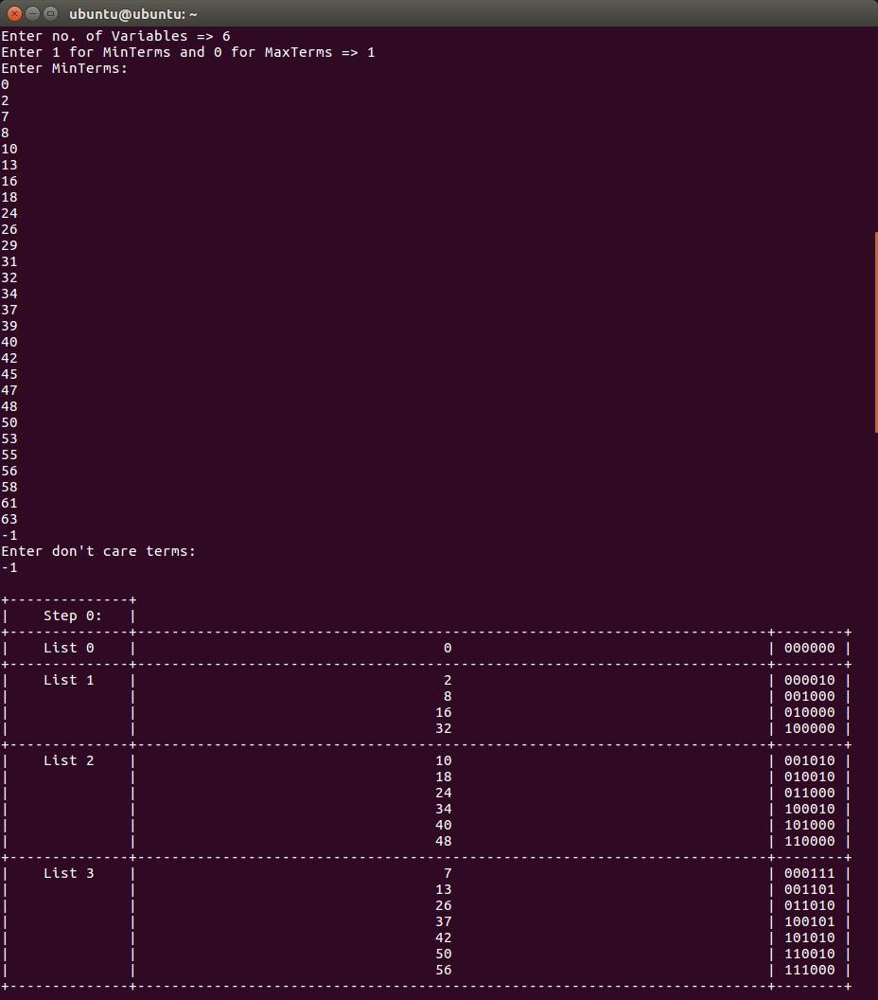 ubuntu@ubuntu: ~
Enter no. of Variables => 6
Enter 1 for MinTerms and 0 for MaxTerms => 1
Enter MinTerms:
0
2
7
8
10
13
16
18
24
26
29
31
32
34
37
39
40
42
45
47
48
50
53
55
56
58
61
63
-1
Enter don't care terms:
-1
+--------------+
|    Step 0:   |
+--------------+--------------------------------------------------------------------------+--------+
|    List 0    |                                    0                                     | 000000 |
+--------------+--------------------------------------------------------------------------+--------+
|    List 1    |                                    2                                     | 000010 |
|              |                                    8                                     | 001000 |
|              |                                   16                                     | 010000 |
|              |                                   32                                     | 100000 |
+--------------+--------------------------------------------------------------------------+--------+
|    List 2    |                                   10                                     | 001010 |
|              |                                   18                                     | 010010 |
|              |                                   24                                     | 011000 |
|              |                                   34                                     | 100010 |
|              |                                   40                                     | 101000 |
|              |                                   48                                     | 110000 |
+--------------+--------------------------------------------------------------------------+--------+
|    List 3    |                                    7                                     | 000111 |
|              |                                   13                                     | 001101 |
|              |                                   26                                     | 011010 |
|              |                                   37                                     | 100101 |
|              |                                   42                                     | 101010 |
|              |                                   50                                     | 110010 |
|              |                                   56                                     | 111000 |
+--------------+--------------------------------------------------------------------------+--------+